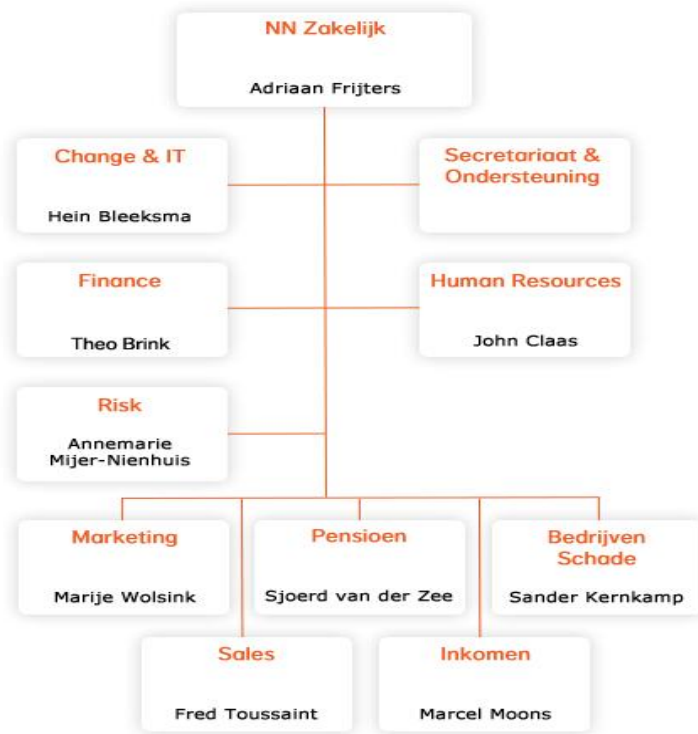 NN Zakelijk
Adriaan Frijters
Change & IT
Hein Bleeksma
Secretariaat &
Ondersteuning
Finance
Theo Brink
Human Resources
John Claas
Risk
Annemarie
Mijer-Nienhuis
Marketing
Marije Wolsink
Pensioen
Sjoerd van der Zee
Bedrijven
Schade
Sander Kernkamp
Sales
Fred Toussaint
Inkomen
Marcel Moons